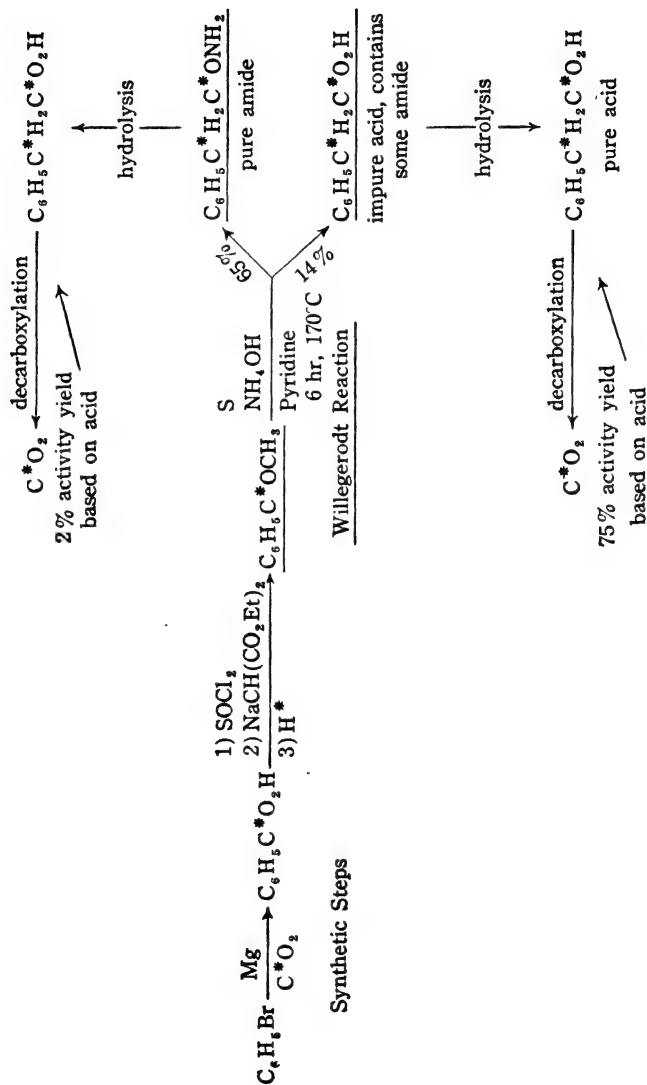 C₆H₅Br
Mg
C*O₂
C₆H₅C*O₂H
1) SOCl₂
2) NaCH(CO₂Et)₂
3) H*
C₆H₅C*OCH₃
S
NH₄OH
Pyridine
6 hr, 170°C
Willegerodt Reaction
Synthetic Steps
65%
14%
C₆H₅C*H₂C*ONH₂
pure amide
hydrolysis
C₆H₅C*H₂C*O₂H
decarboxylation
C*O₂
2% activity yield
based on acid
C₆H₅C*H₂C*O₂H
impure acid, contains
some amide
hydrolysis
C₆H₅C*H₂C*O₂H
pure acid
decarboxylation
C*O₂
75% activity yield
based on acid